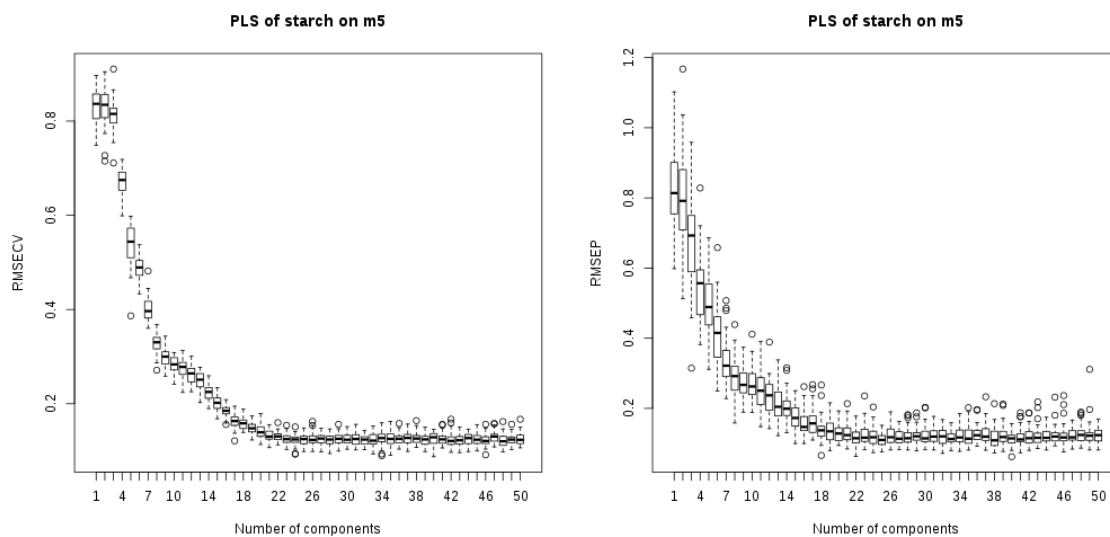 PLS of starch on m5
RMSECV
0.2 0.4 0.6 0.8
1 4 7 10 14 18 22 26 30 34 38 42 46 50
Number of components
PLS of starch on m5
RMSEP
0.2 0.4 0.6 0.8 1.0 1.2
1 4 7 10 14 18 22 26 30 34 38 42 46 50
Number of components